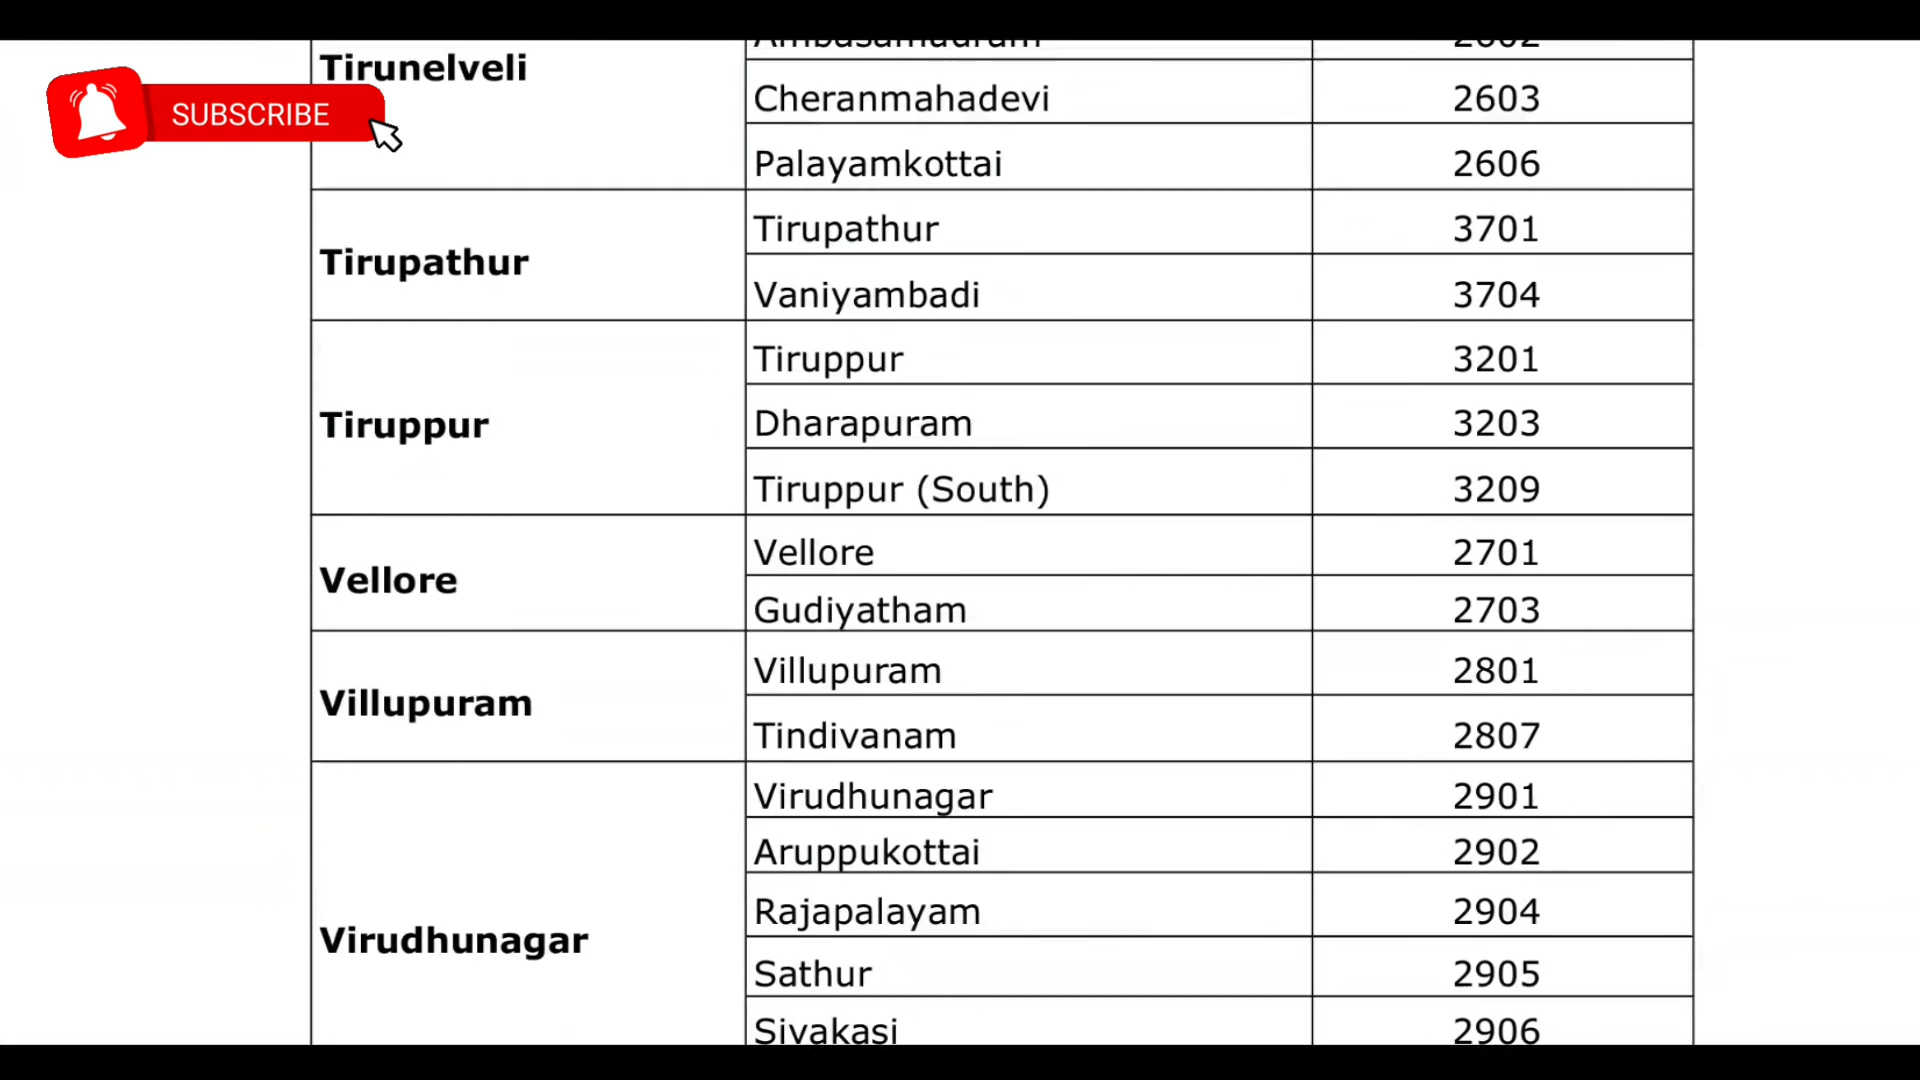 Ambasamudram 2602
Tirunelveli
SUBSCRIBE
Cheranmahadevi 2603
Palayamkottai 2606
Tirupathur
Tirupathur 3701
Vaniyambadi 3704
Tiruppur
Tiruppur 3201
Dharapuram 3203
Tiruppur (South) 3209
Vellore
Vellore 2701
Gudiyatham 2703
Villupuram
Villupuram 2801
Tindivanam 2807
Virudhunagar
Virudhunagar 2901
Aruppukottai 2902
Rajapalayam 2904
Sathur 2905
Sivakasi 2906